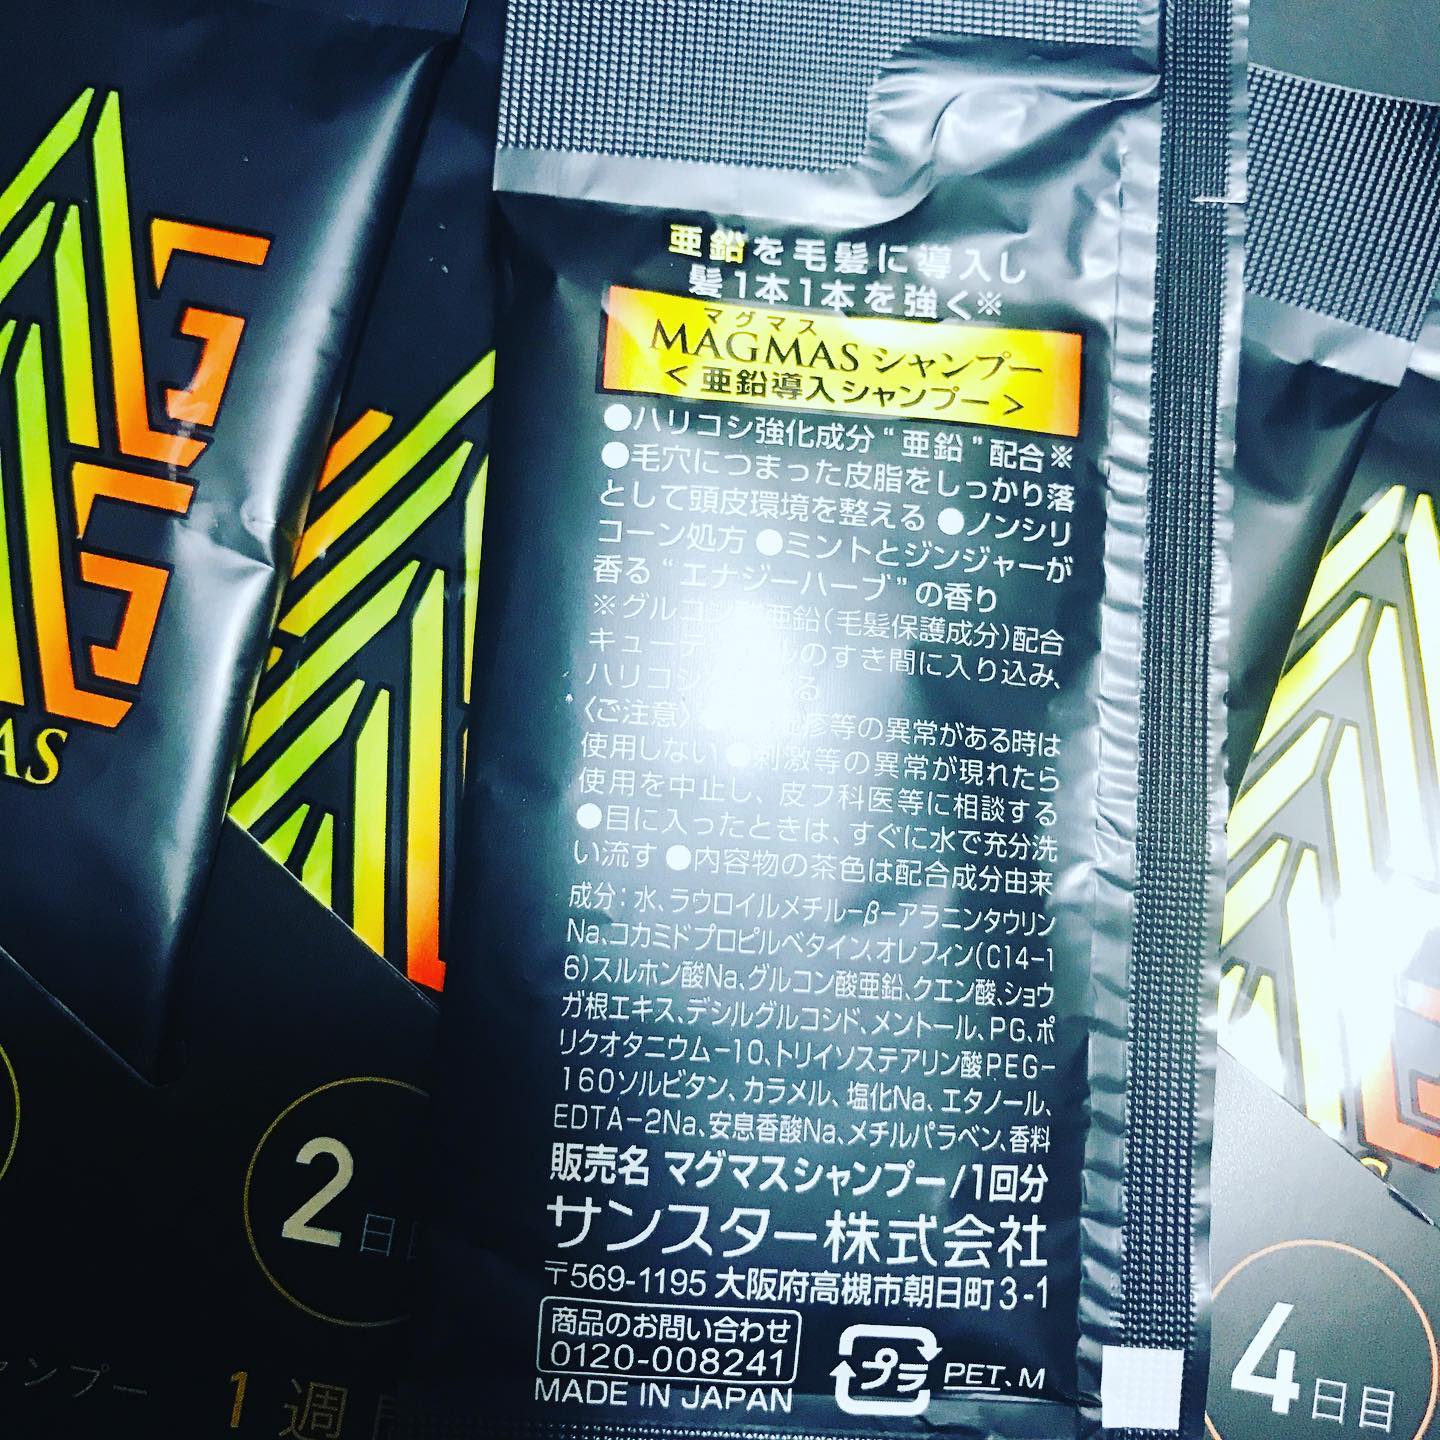 亜鉛を毛髪に導入し
髪1本1本を強く※
マグマス
MAGMAS シャンプー
<亜鉛導入シャンプー>
●ハリコシ強化成分“亜鉛”配合※
●毛穴につまった皮脂をしっかり落
として頭皮環境を整える ●ノンシリ
コーン処方 ●ミントとジンジャーが
香る“エナジーハーブ”の香り
※グルコン酸亜鉛(毛髪保護成分)配合
キューティクルのすき間に入り込み、
ハリコシ
る
〈ご注意〉
湿疹等の異常がある時は
使用しない ●刺激等の異常が現れたら
使用を中止し、皮フ科医等に相談する
●目に入ったときは、すぐに水で充分洗
い流す ●内容物の茶色は配合成分由来
成分:水、ラウロイルメチル-β-アラニンタウリン
Na、コカミドプロピルベタイン、オレフィン(C14-1
6)スルホン酸Na、グルコン酸亜鉛、クエン酸、ショウ
ガ根エキス、デシルグルコシド、メントール、PG、ポ
リクオタニウム-10、トリイソステアリン酸PEG-
160ソルビタン、カラメル、塩化Na、エタノール、
EDTA-2Na、安息香酸Na、メチルパラベン、香料
販売名 マグマスシャンプー/1回分
サンスター株式会社
〒569-1195 大阪府高槻市朝日町3-1
商品のお問い合わせ
0120-008241
MADE IN JAPAN
プラ
PET、M
AS
2日目
4日目
ンプー
1週